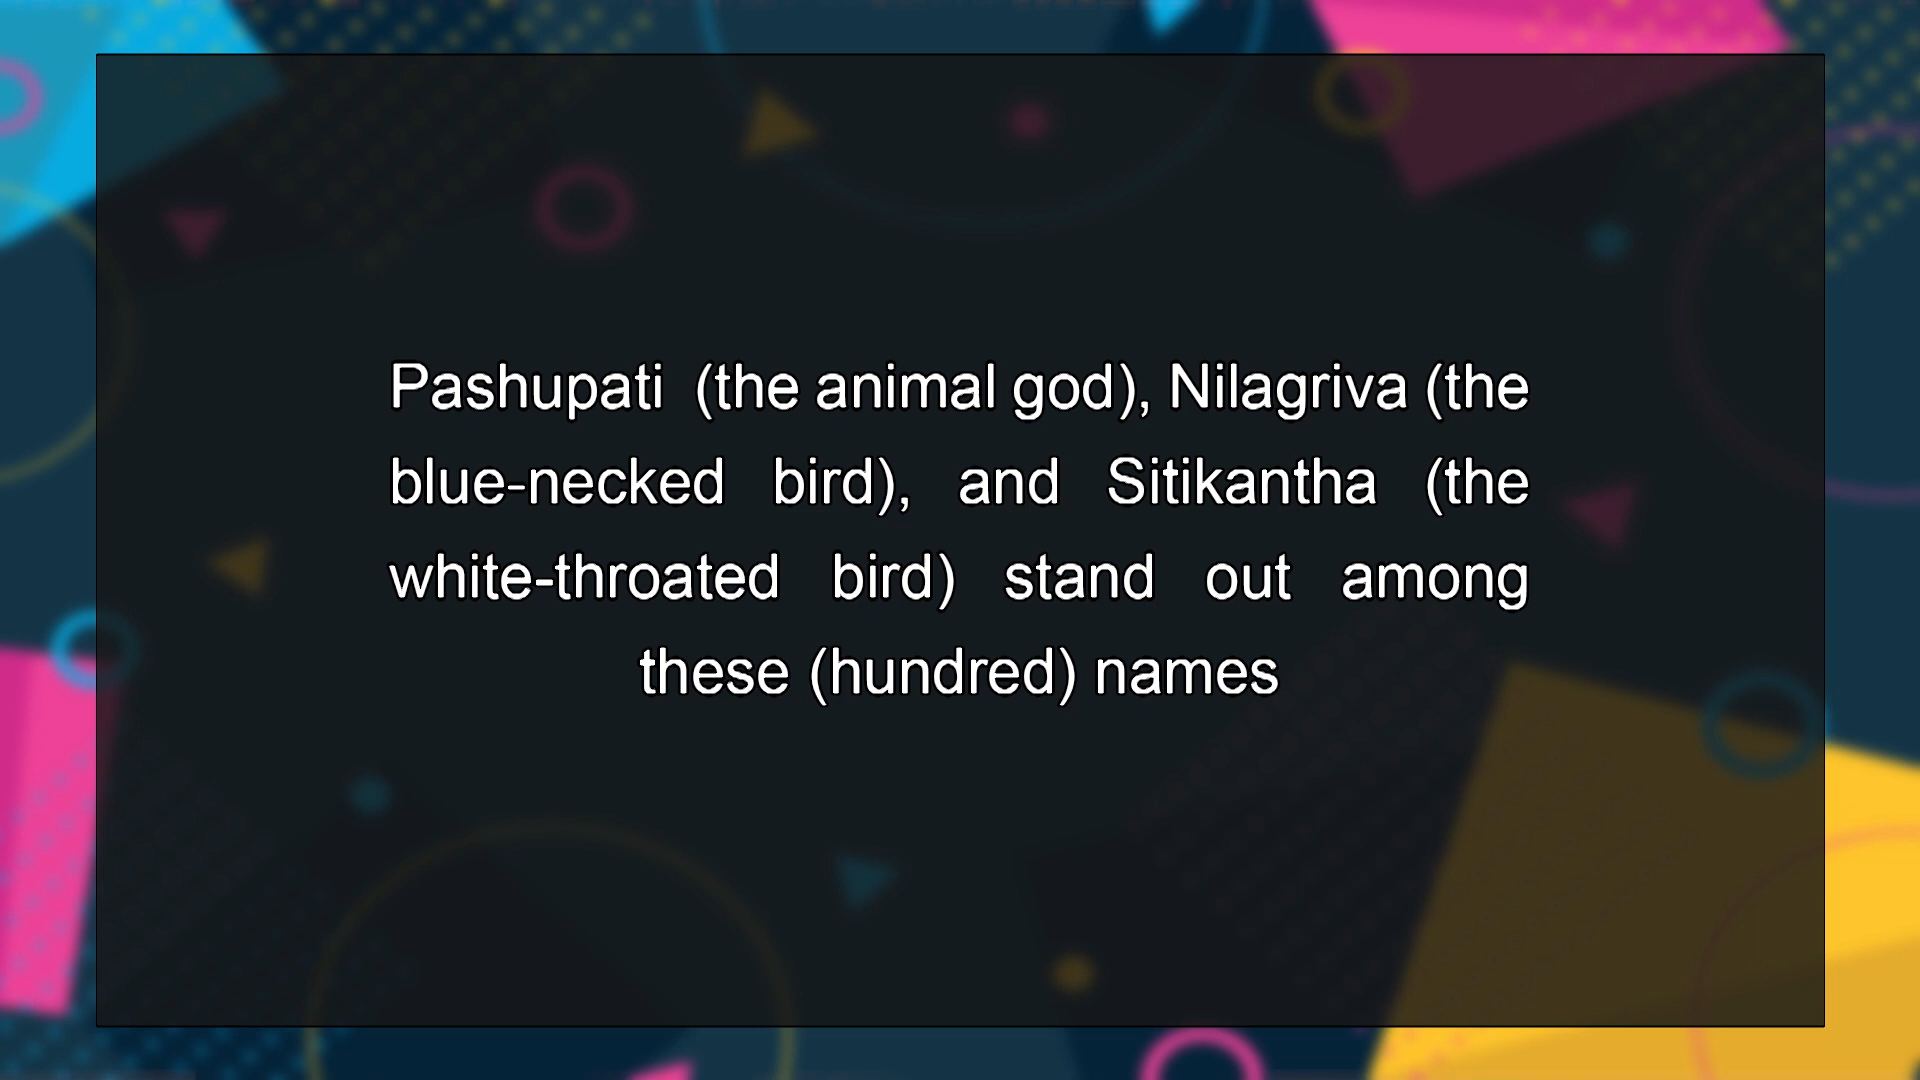 Pashupati (the animal god), Nilagriva (the
blue-necked bird), and Sitikantha (the
white-throated bird) stand out among
these (hundred) names